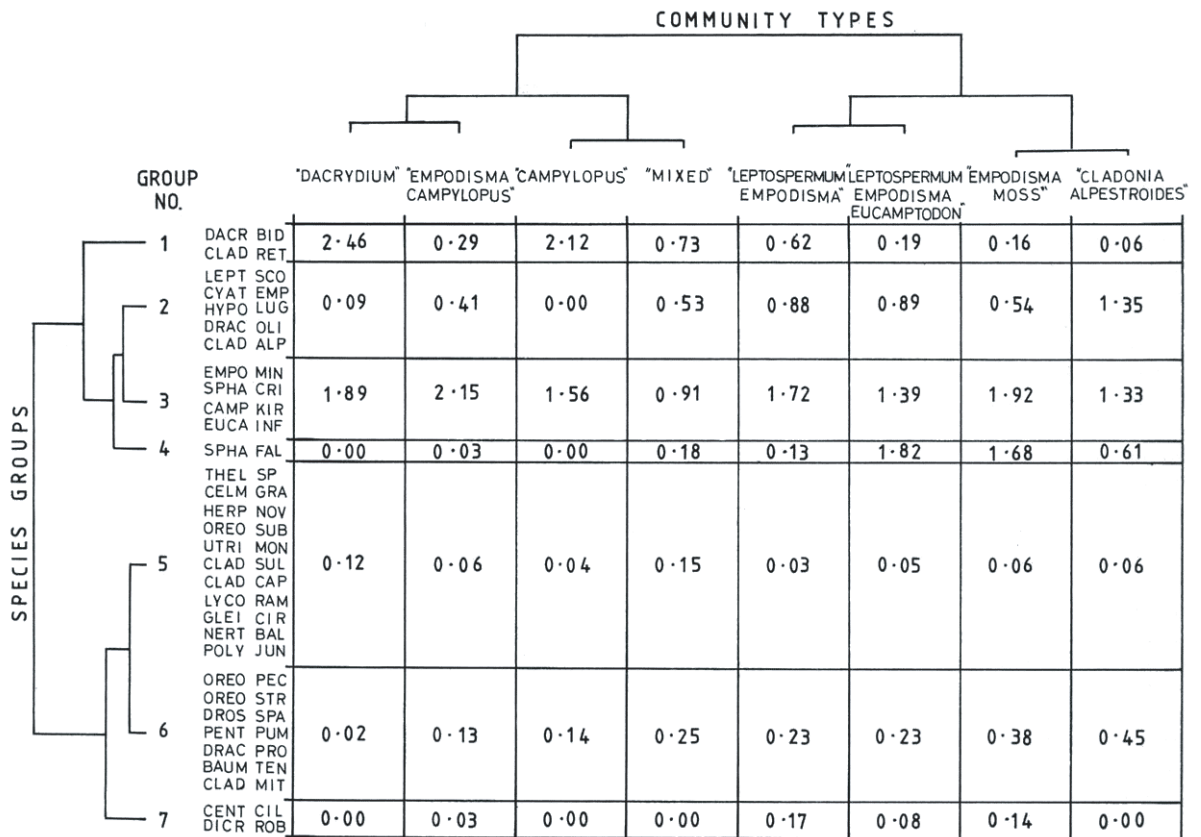 COMMUNITY TYPES
GROUP NO.
"DACRYDIUM"
"EMPODISMA CAMPYLOPUS"
"CAMPYLOPUS"
"MIXED"
"LEPTOSPERMUM EMPODISMA"
"LEPTOSPERMUM EMPODISMA EUCAMPTODON"
"EMPODISMA MOSS"
"CLADONIA ALPESTROIDES"
SPECIES GROUPS
1
DACR BID
CLAD RET
2·46 0·29 2·12 0·73 0·62 0·19 0·16 0·06
2
LEPT SCO
CYAT EMP
HYPO LUG
DRAC OLI
CLAD ALP
0·09 0·41 0·00 0·53 0·88 0·89 0·54 1·35
3
EMPO MIN
SPHA CRI
CAMP KIR
EUCA INF
1·89 2·15 1·56 0·91 1·72 1·39 1·92 1·33
4
SPHA FAL
0·00 0·03 0·00 0·18 0·13 1·82 1·68 0·61
5
THEL SP
CELM GRA
HERP NOV
OREO SUB
UTRI MON
CLAD SUL
CLAD CAP
LYCO RAM
GLEI CIR
NERT BAL
POLY JUN
0·12 0·06 0·04 0·15 0·03 0·05 0·06 0·06
6
OREO PEC
OREO STR
DROS SPA
PENT PUM
DRAC PRO
BAUM TEN
CLAD MIT
0·02 0·13 0·14 0·25 0·23 0·23 0·38 0·45
7
CENT CIL
DICR ROB
0·00 0·03 0·00 0·00 0·17 0·08 0·14 0·00